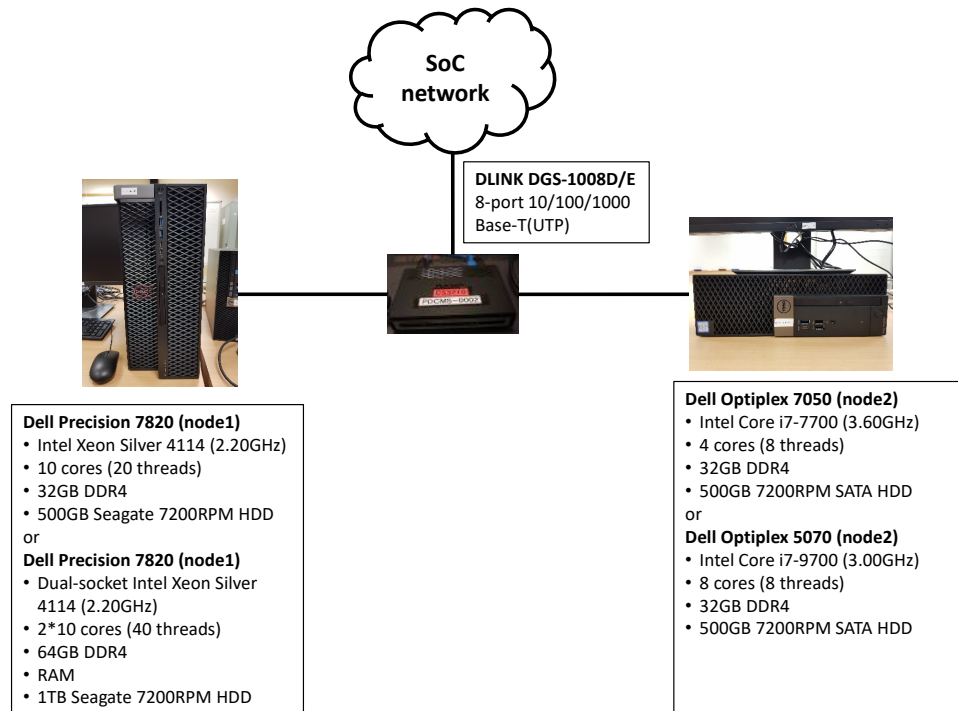 SoC
network
DLINK DGS-1008D/E
8-port 10/100/1000
Base-T(UTP)
CS3210
PDCMS-0002
Dell Precision 7820 (node1)
• Intel Xeon Silver 4114 (2.20GHz)
• 10 cores (20 threads)
• 32GB DDR4
• 500GB Seagate 7200RPM HDD
or
Dell Precision 7820 (node1)
• Dual-socket Intel Xeon Silver
4114 (2.20GHz)
• 2*10 cores (40 threads)
• 64GB DDR4
• RAM
• 1TB Seagate 7200RPM HDD
Dell Optiplex 7050 (node2)
• Intel Core i7-7700 (3.60GHz)
• 4 cores (8 threads)
• 32GB DDR4
• 500GB 7200RPM SATA HDD
or
Dell Optiplex 5070 (node2)
• Intel Core i7-9700 (3.00GHz)
• 8 cores (8 threads)
• 32GB DDR4
• 500GB 7200RPM SATA HDD